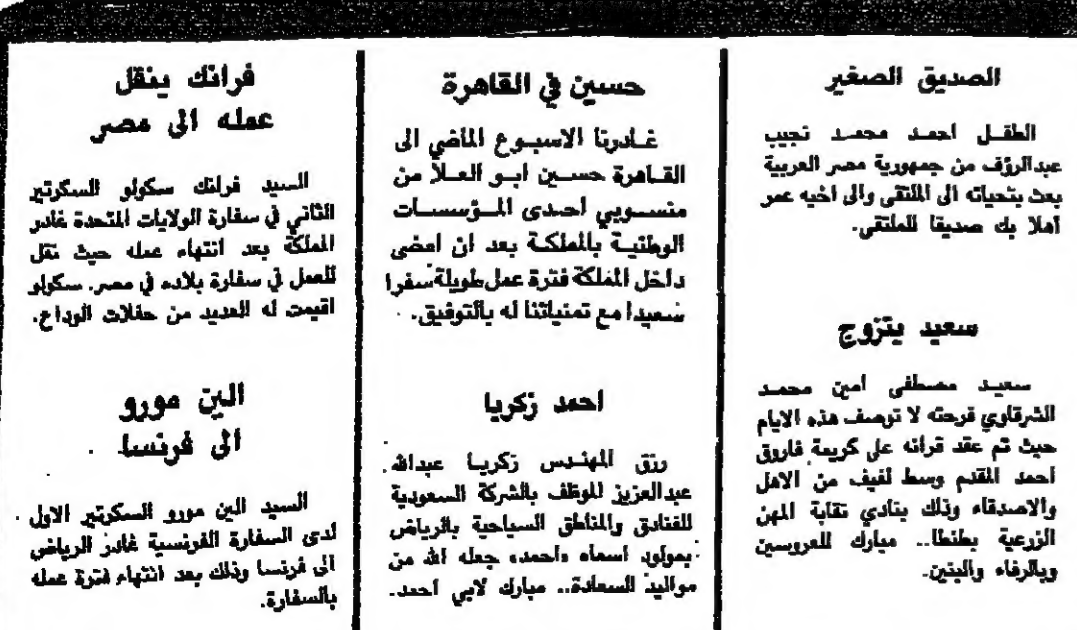 الصديق الصغير
الطفل احمد محمد نجيب
عبدالرؤف من جمهورية مصر العربية
بعث بتحياته الى الملتقى والى اخيه عمر
أهلا بك صديقا للملتقى.
سعيد يتزوج
سعيد مصطفى امين محمد
الشرقاوي فرحته لا توصف هذه الايام
حيث تم عقد قرانه على كريمة فاروق
احمد المقدم وسط لفيف من الاهل
والاصدقاء وذلك بنادي نقابة المهن
الزرعية بطنطا.. مبارك للعروسين
وبالرفاء والبنين.
حسين في القاهرة
غادرنا الاسبوع الماضي الى
القاهرة حسين ابو العلا من
منسوبي احدى المؤسسات
الوطنية بالملكة بعد ان امضى
داخل المملكة فترة عمل طويلة سفرا
سعيدا مع تمنياتنا له بالتوفيق.
احمد زكريا
رزق المهندس زكريا عبدالله
عبدالعزيز الموظف بالشركة السعودية
للفنادق والمناطق السياحية بالرياض
بمولود اسماه «احمد» جعله الله من
مواليد السعادة.. مبارك لابي احمد.
فرانك ينقل
عمله الى مصر
السيد فرانك سكولو السكرتير
الثاني في سفارة الولايات المتحدة غادر
المملكة بعد انتهاء عمله حيث نقل
للعمل في سفارة بلاده في مصر. سكولو
اقيمت له العديد من حفلات الوداع.
الين مورو
الى فرنسا
السيد الين مورو السكرتير الاول
لدى السفارة الفرنسية غادر الرياض
الى فرنسا وذلك بعد انتهاء فترة عمله
بالسفارة.